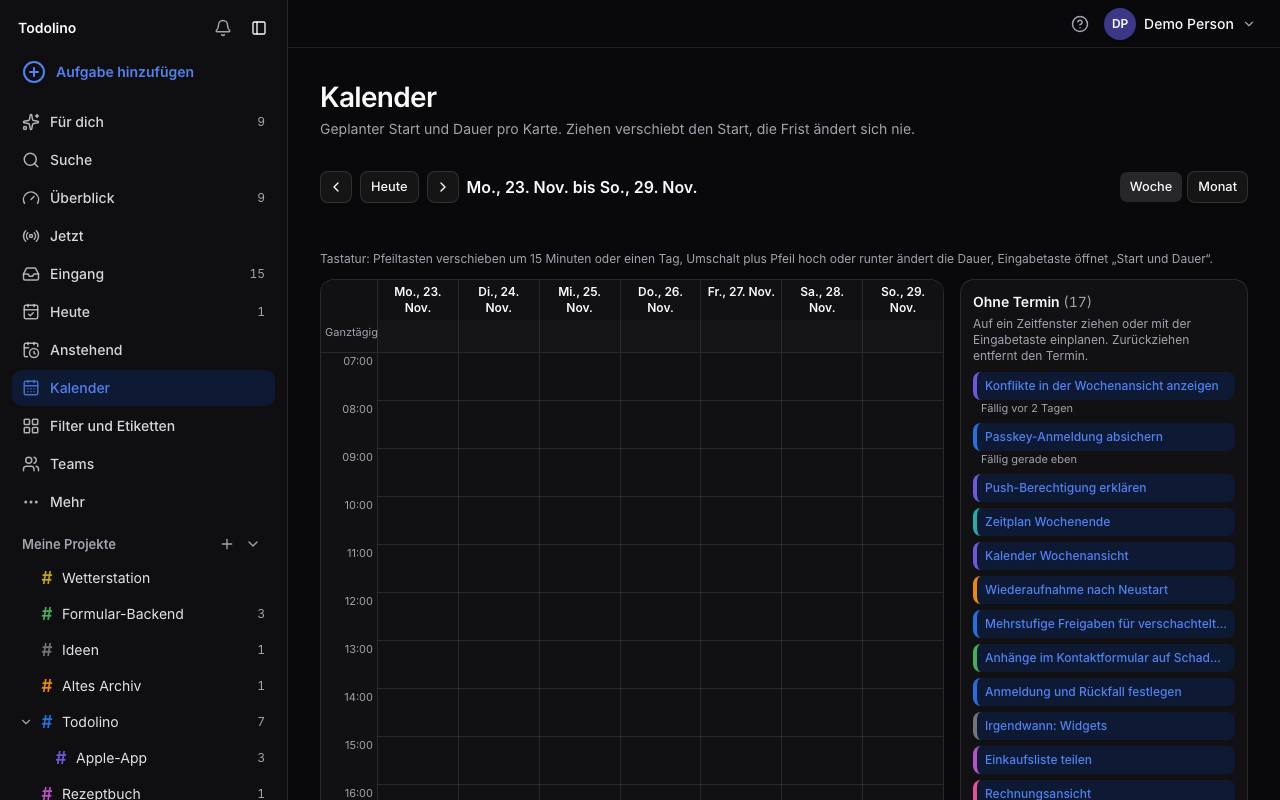 Todolino
Aufgabe hinzufügen
Für dich 9
Suche
Überblick 9
Jetzt
Eingang 15
Heute 1
Anstehend
Kalender
Filter und Etiketten
Teams
Mehr
Meine Projekte
# Wetterstation
# Formular-Backend 3
# Ideen 1
# Altes Archiv 1
# Todolino 7
# Apple-App 3
# Rezeptbuch 1
DP Demo Person
Kalender
Geplanter Start und Dauer pro Karte. Ziehen verschiebt den Start, die Frist ändert sich nie.
Heute
Mo., 23. Nov. bis So., 29. Nov.
Woche Monat
Tastatur: Pfeiltasten verschieben um 15 Minuten oder einen Tag, Umschalt plus Pfeil hoch oder runter ändert die Dauer, Eingabetaste öffnet „Start und Dauer“.
Mo., 23. Nov.
Di., 24. Nov.
Mi., 25. Nov.
Do., 26. Nov.
Fr., 27. Nov.
Sa., 28. Nov.
So., 29. Nov.
Ganztägig
07:00
08:00
09:00
10:00
11:00
12:00
13:00
14:00
15:00
16:00
Ohne Termin (17)
Auf ein Zeitfenster ziehen oder mit der
Eingabetaste einplanen. Zurückziehen
entfernt den Termin.
Konflikte in der Wochenansicht anzeigen
Fällig vor 2 Tagen
Passkey-Anmeldung absichern
Fällig gerade eben
Push-Berechtigung erklären
Zeitplan Wochenende
Kalender Wochenansicht
Wiederaufnahme nach Neustart
Mehrstufige Freigaben für verschachtelt…
Anhänge im Kontaktformular auf Schad…
Anmeldung und Rückfall festlegen
Irgendwann: Widgets
Einkaufsliste teilen
Rechnungsansicht